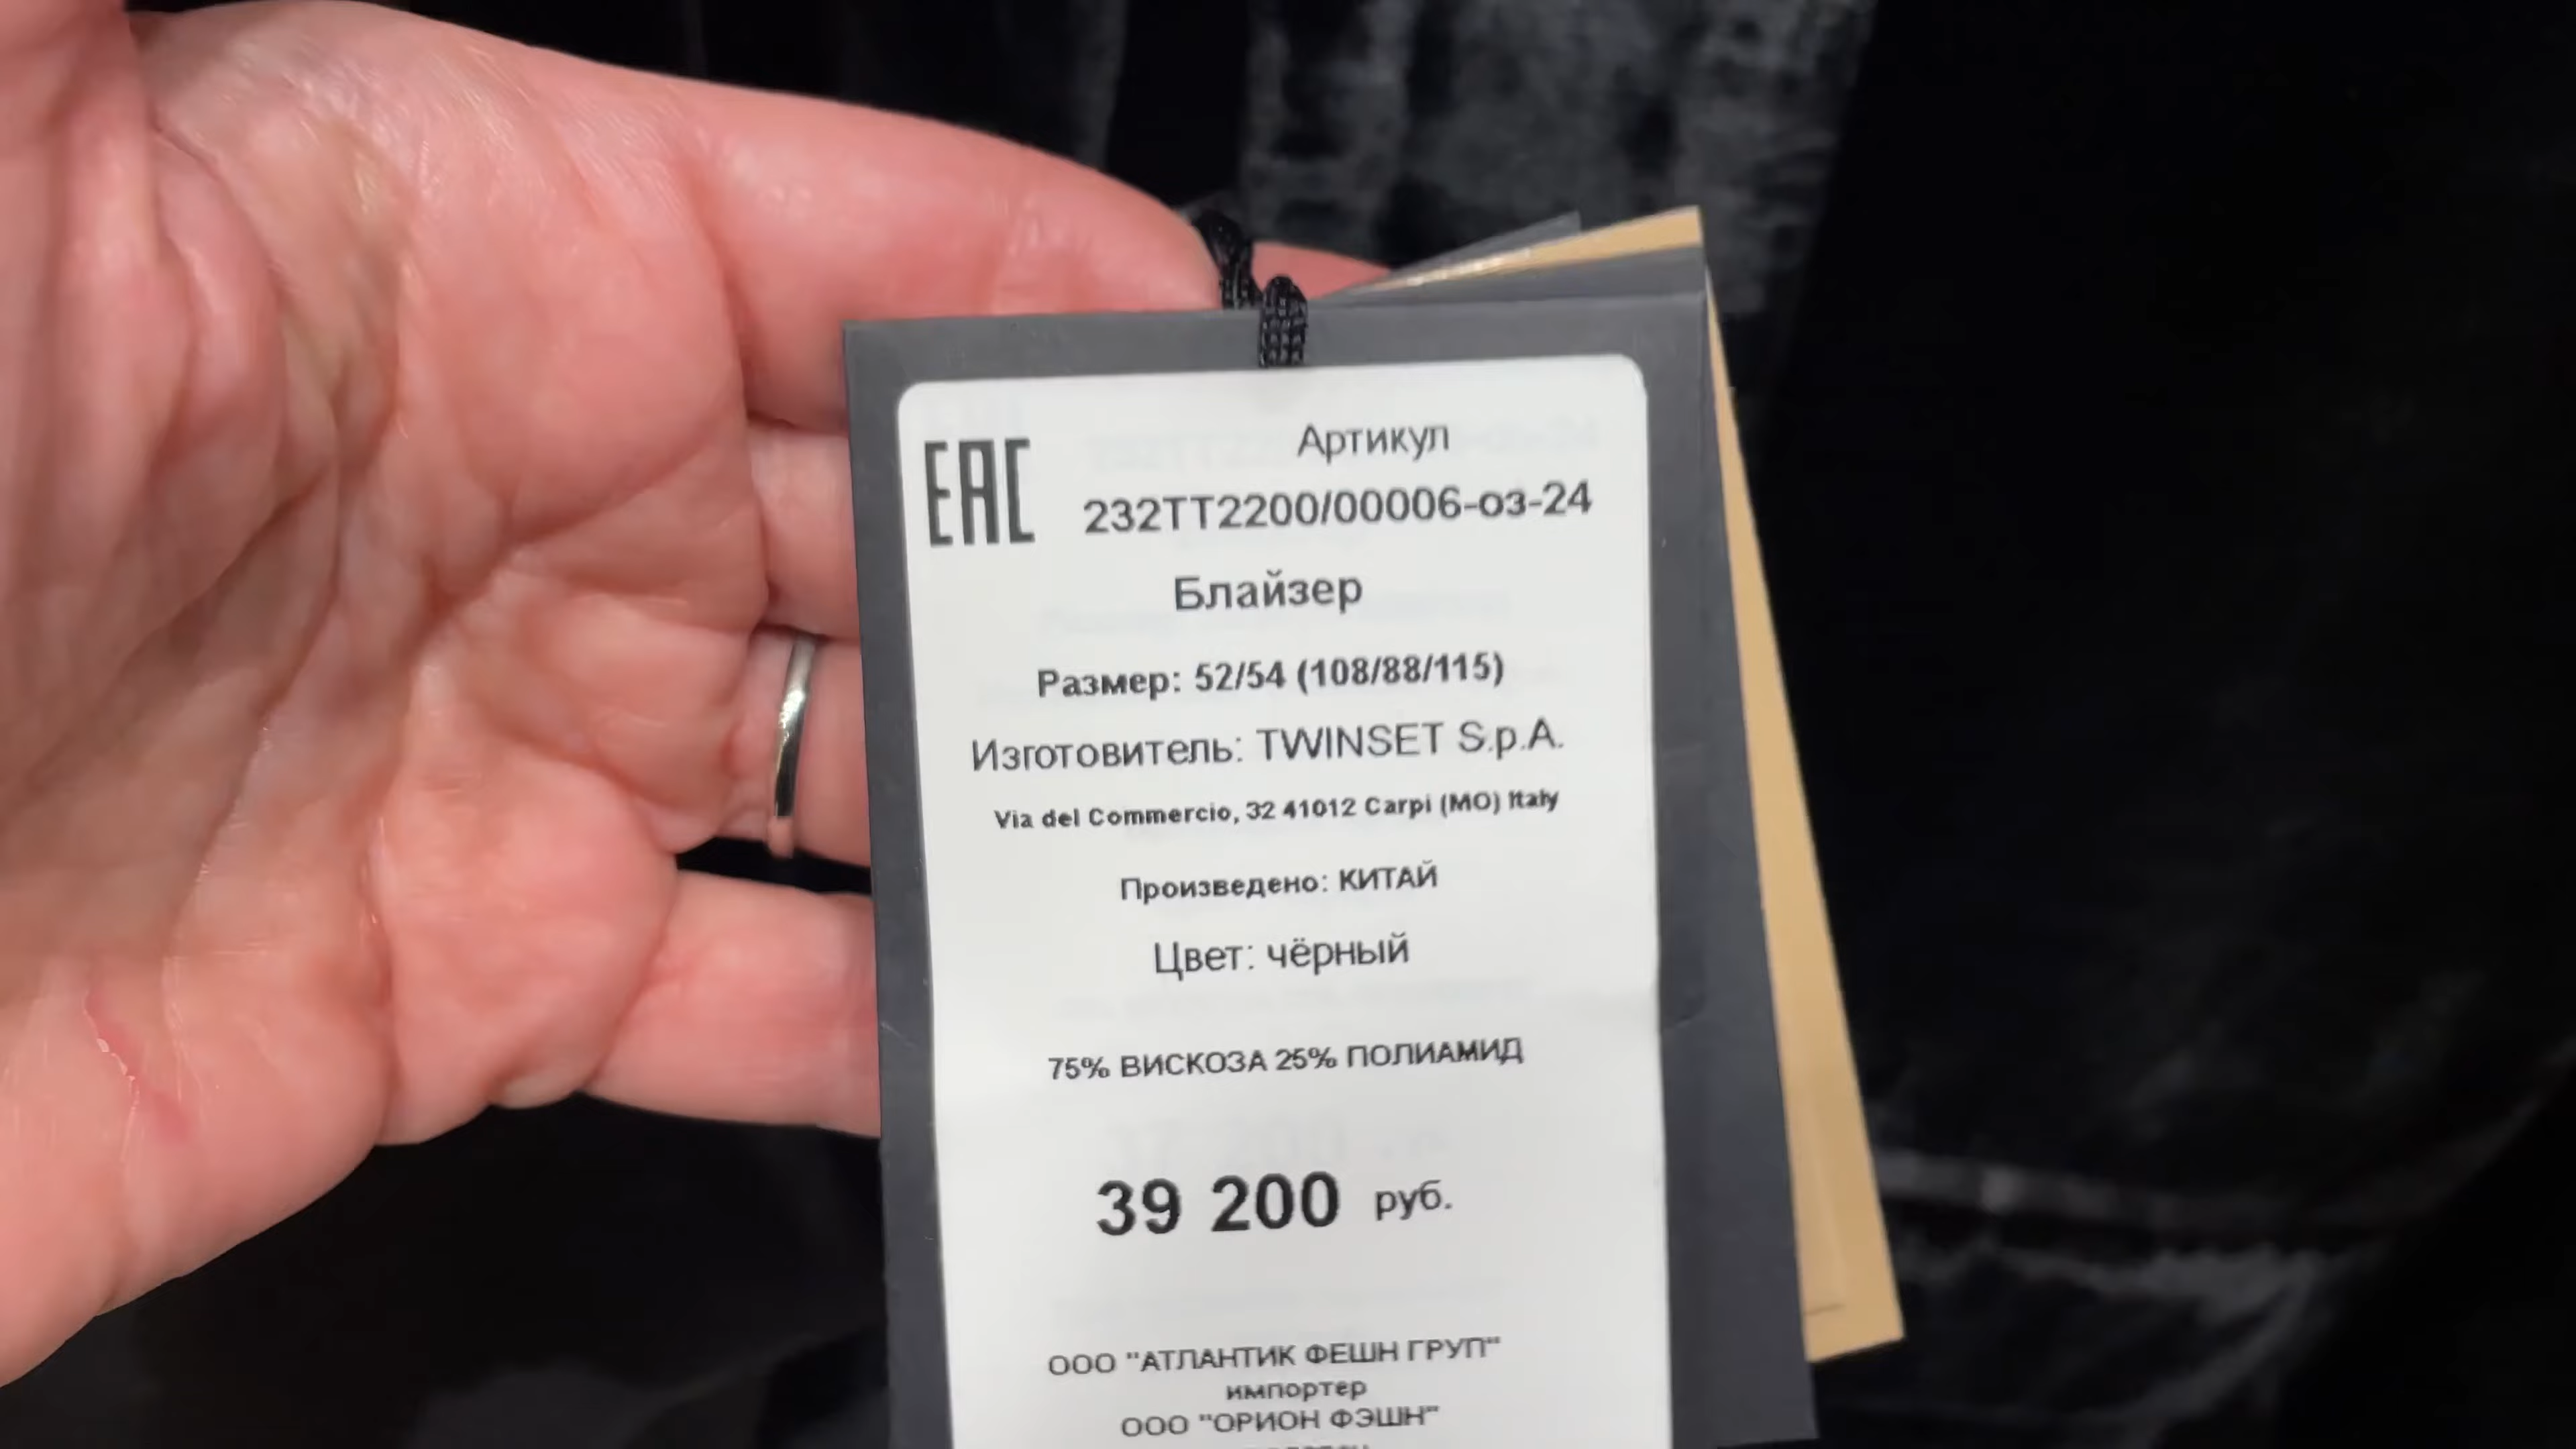 EAC
Артикул
232TT2200/00006-оз-24
Блайзер
Размер: 52/54 (108/88/115)
Изготовитель: TWINSET S.p.A.
Via del Commercio, 32 41012 Carpi (MO) Italy
Произведено: КИТАЙ
Цвет: чёрный
75% ВИСКОЗА 25% ПОЛИАМИД
39 200 руб.
ООО "АТЛАНТИК ФЕШН ГРУП"
импортер
ООО "ОРИОН ФЭШН"